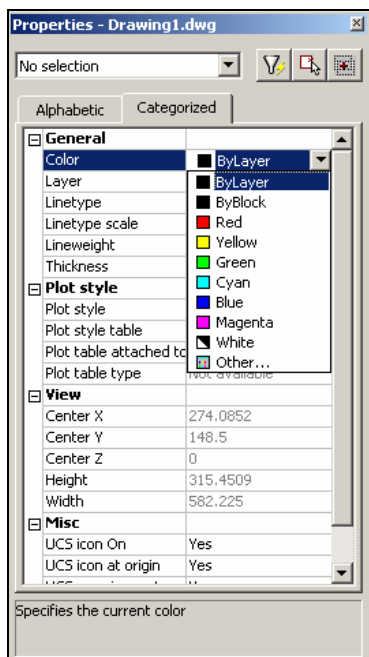 Properties - Drawing1.dwg
No selection
Alphabetic Categorized
General
Color ByLayer
Layer ByLayer
Linetype ByBlock
Linetype scale Red
Lineweight Yellow
Thickness Green
Plot style Cyan
Plot style Blue
Plot style table Magenta
Plot table attached to White
Other...
Plot table type Not available
View
Center X 274.0852
Center Y 148.5
Center Z 0
Height 315.4509
Width 582.225
Misc
UCS icon On Yes
UCS icon at origin Yes
Specifies the current color